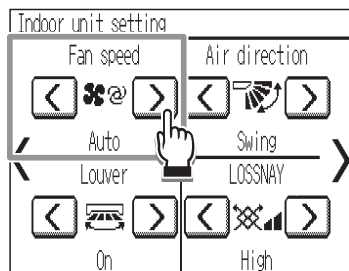 Indoor unit setting
Fan speed
Air direction
Auto
Swing
Louver
LOSSNAY
On
High